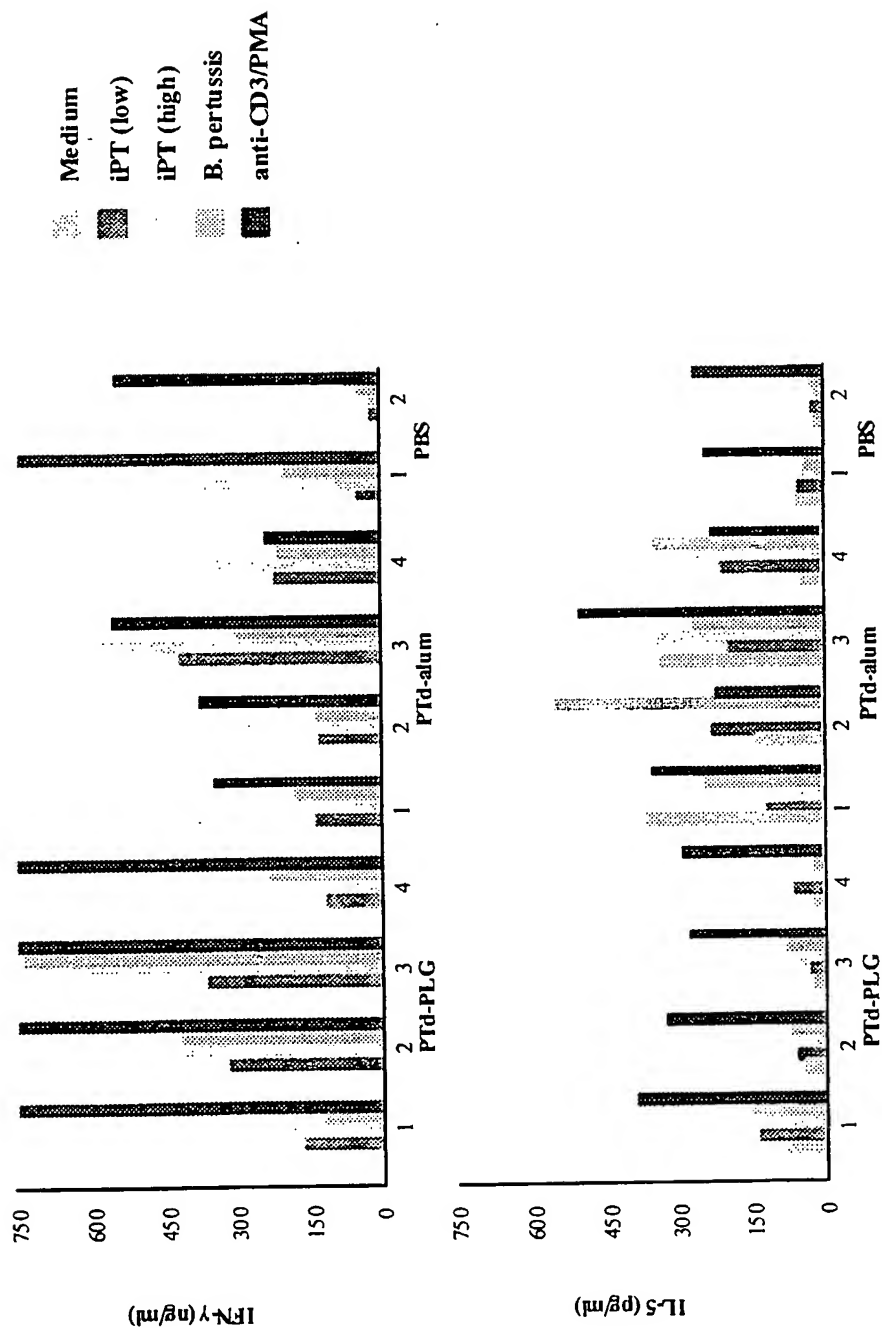 Medium
iPT (low)
iPT (high)
B. pertussis
anti-CD3/PMA
IFN-γ (ng/ml)
750
600
450
300
150
0
1 2 3 4 1 2 3 4 1 2
PTd-PLG PTd-alum PBS
IL-5 (pg/ml)
750
600
450
300
150
0
1 2 3 4 1 2 3 4 1 2
PTd-PLG PTd-alum PBS